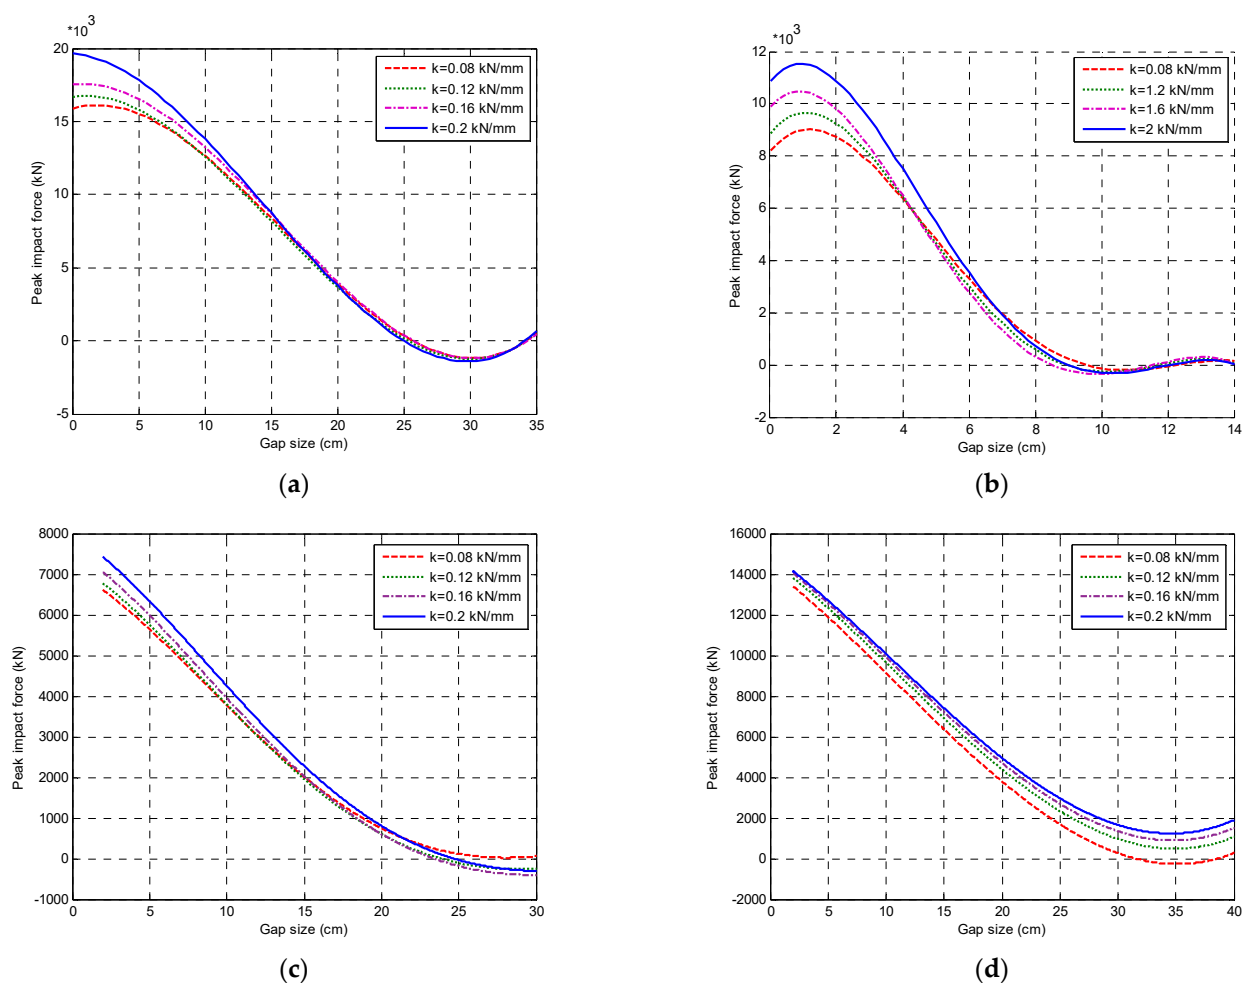 *10³
20
15
10
5
0
-5
Peak impact force (kN)
k=0.08 kN/mm
k=0.12 kN/mm
k=0.16 kN/mm
k=0.2 kN/mm
0 5 10 15 20 25 30 35
Gap size (cm)
(a)
*10³
12
10
8
6
4
2
0
-2
Peak impact force (kN)
k=0.08 kN/mm
k=1.2 kN/mm
k=1.6 kN/mm
k=2 kN/mm
0 2 4 6 8 10 12 14
Gap size (cm)
(b)
8000
7000
6000
5000
4000
3000
2000
1000
0
-1000
Peak impact force (kN)
k=0.08 kN/mm
k=0.12 kN/mm
k=0.16 kN/mm
k=0.2 kN/mm
0 5 10 15 20 25 30
Gap size (cm)
(c)
16000
14000
12000
10000
8000
6000
4000
2000
0
-2000
Peak impact force (kN)
k=0.08 kN/mm
k=0.12 kN/mm
k=0.16 kN/mm
k=0.2 kN/mm
0 5 10 15 20 25 30 35 40
Gap size (cm)
(d)